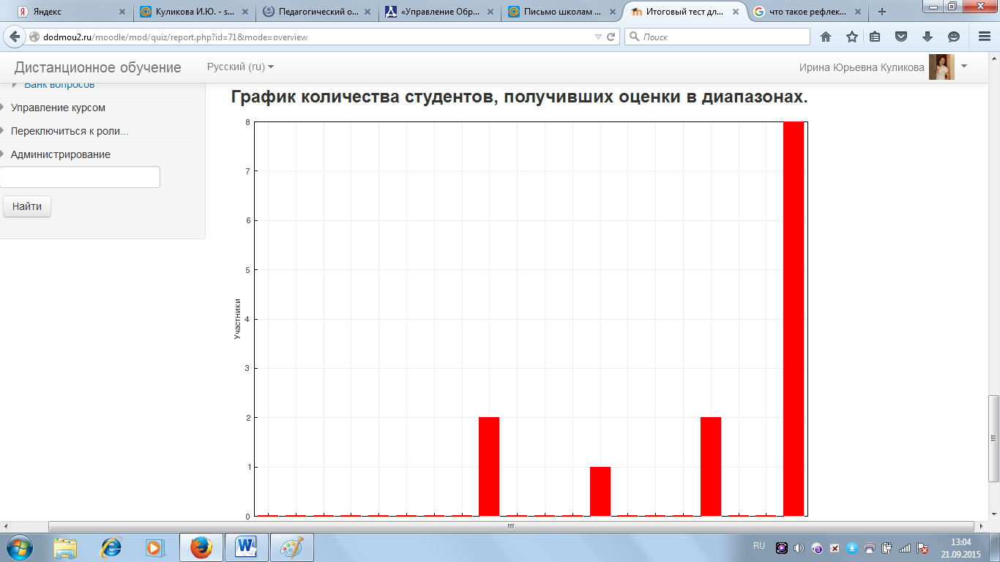 Яндекс
Куликова И.Ю. - s...
Педагогический о...
«Управление Обр...
Письмо школам ...
Итоговый тест дл...
что такое рефлек...
dodmou2.ru/moodle/mod/quiz/report.php?id=71&mode=overview
Поиск
Дистанционное обучение
Русский (ru)
Ирина Юрьевна Куликова
Банк вопросов
Управление курсом
Переключиться к роли...
Администрирование
Найти
График количества студентов, получивших оценки в диапазонах.
8
7
6
5
4
3
2
1
0
Участники
RU
13:04
21.09.2015